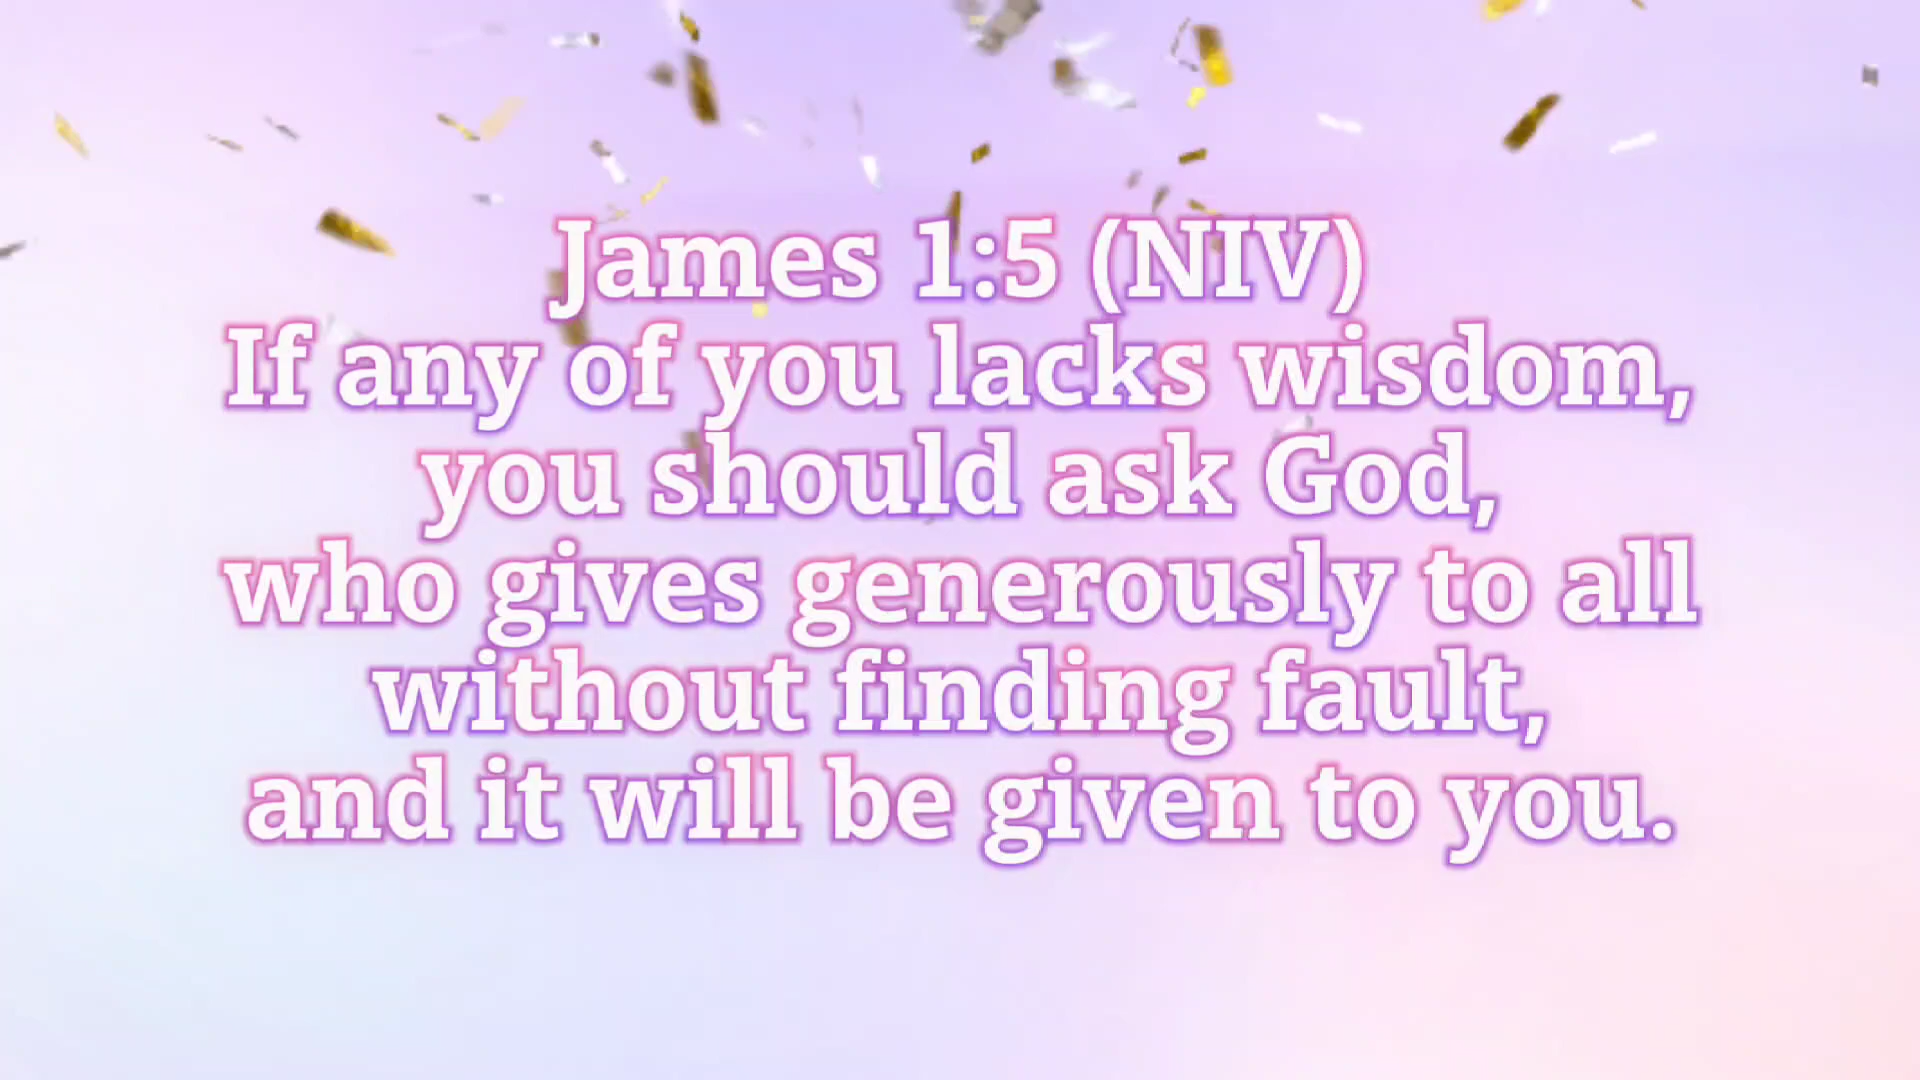 James 1:5 (NIV)
If any of you lacks wisdom,
you should ask God,
who gives generously to all
without finding fault,
and it will be given to you.